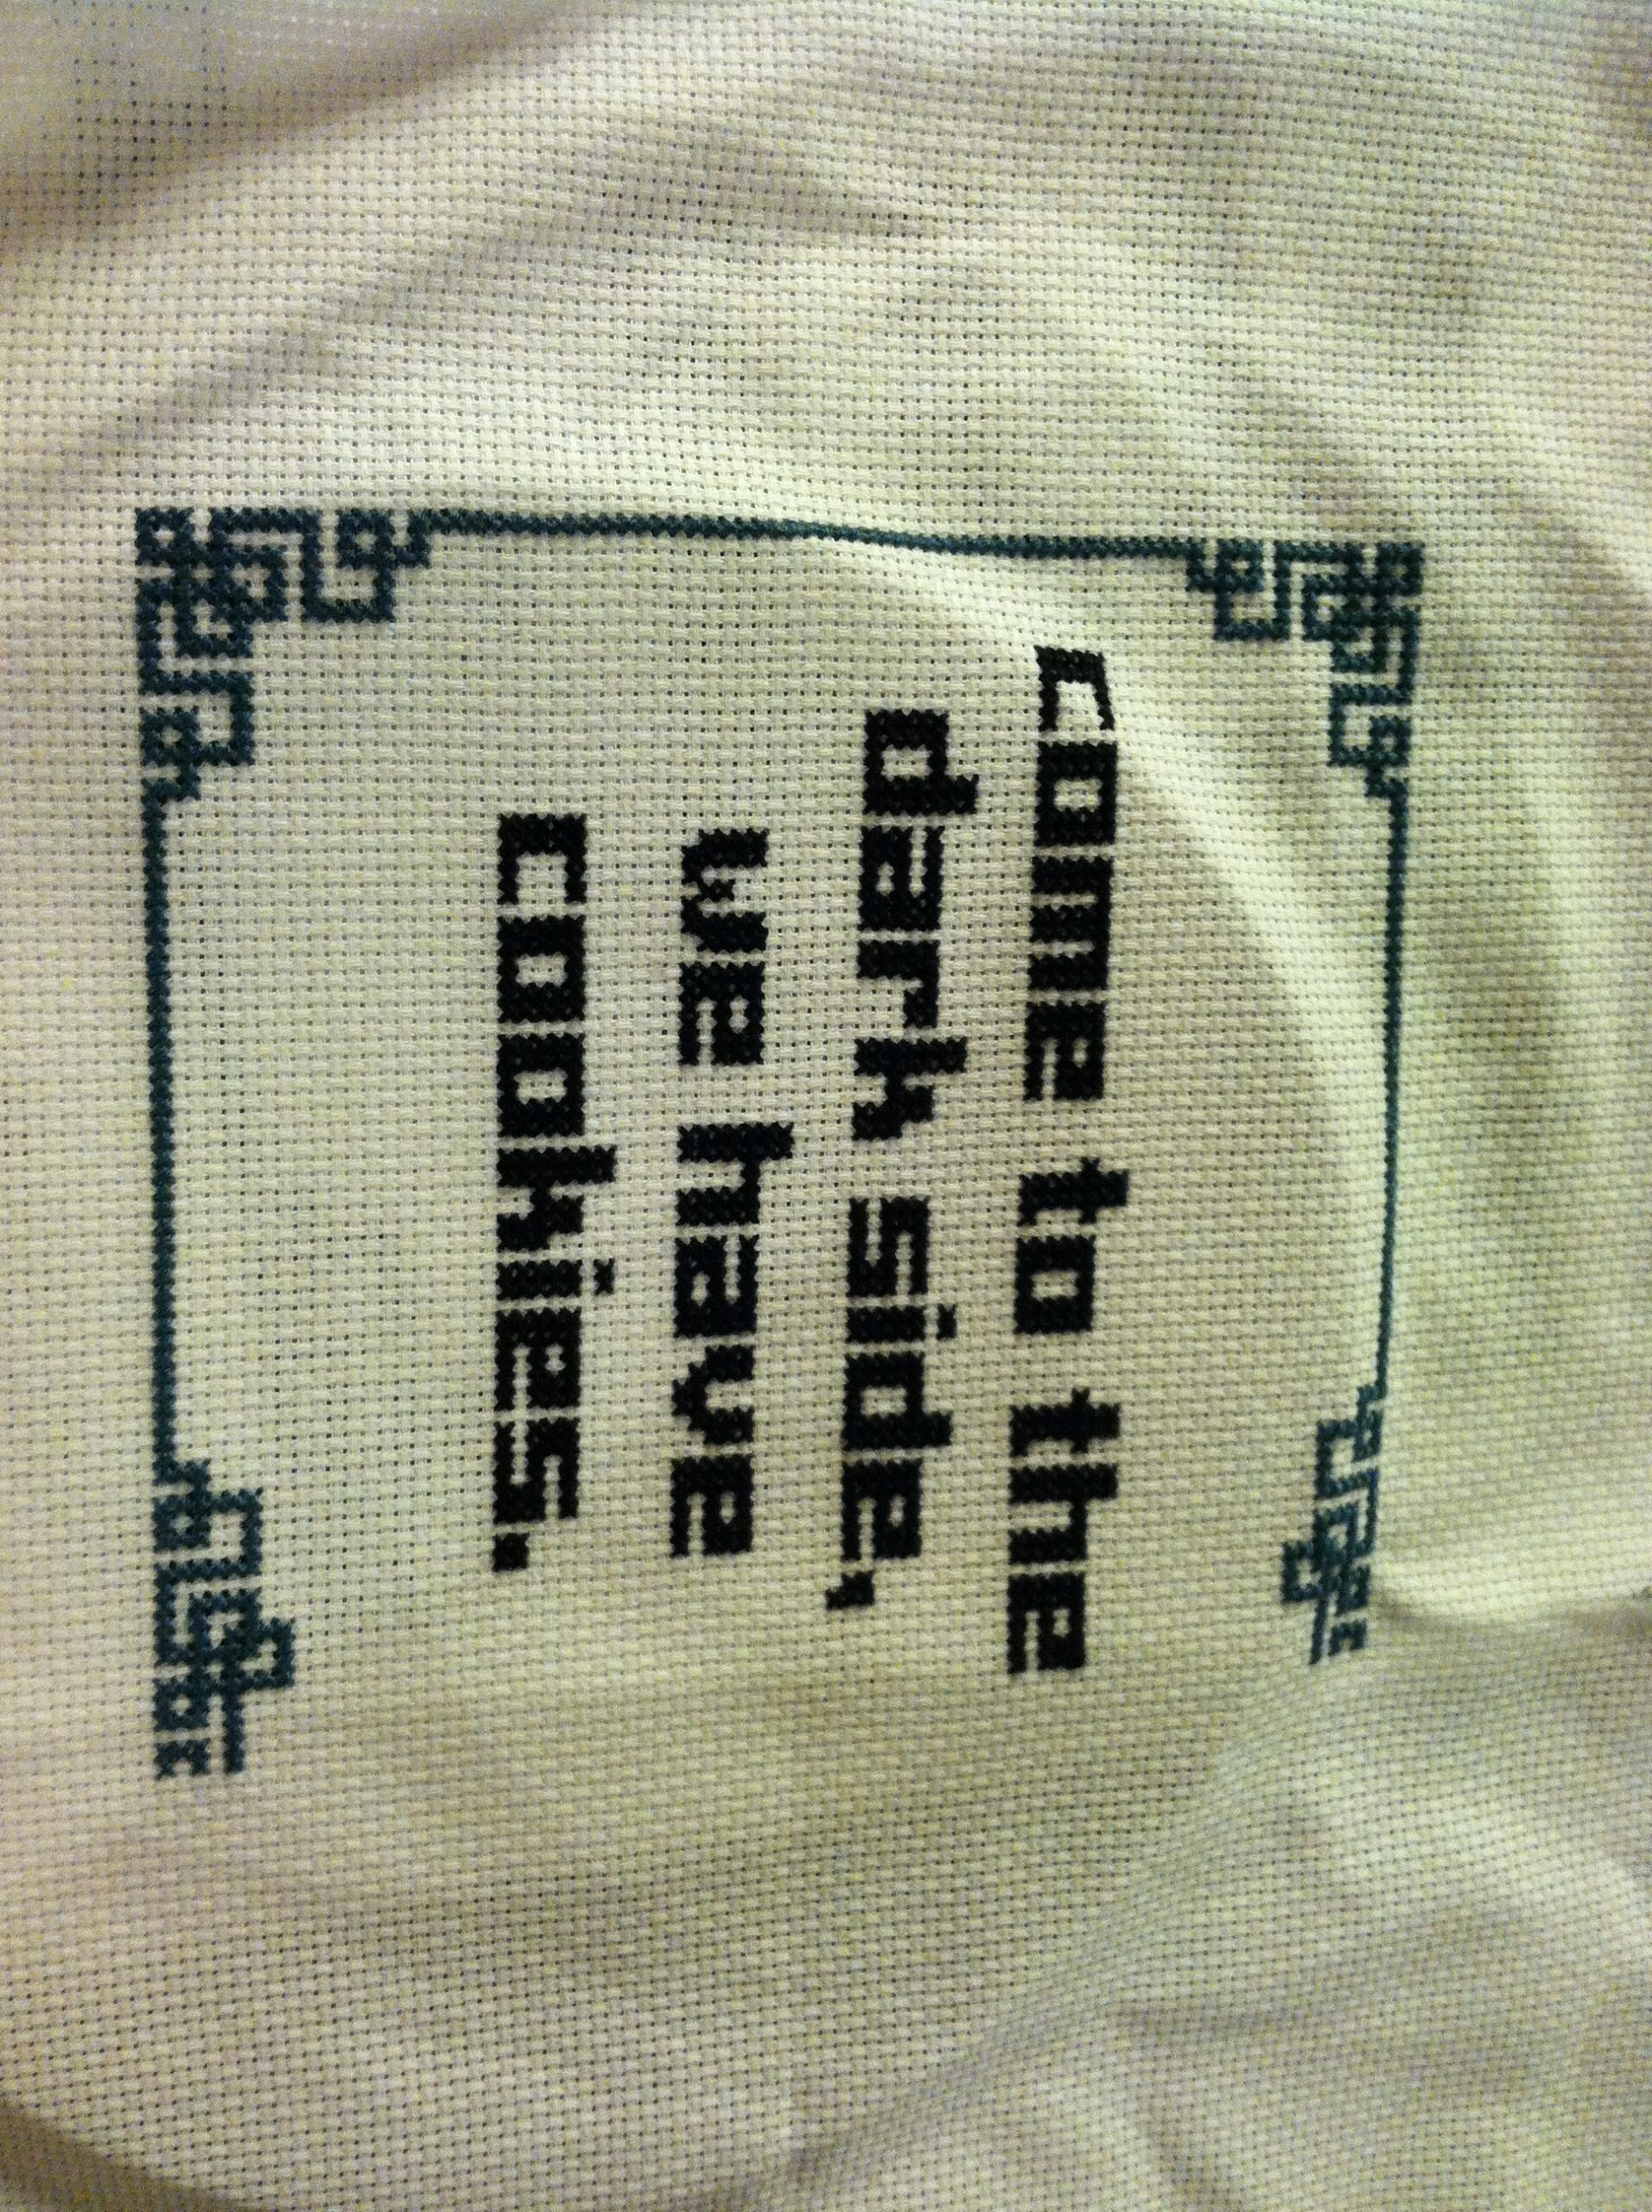 come to the
dark side,
we have
cookies.